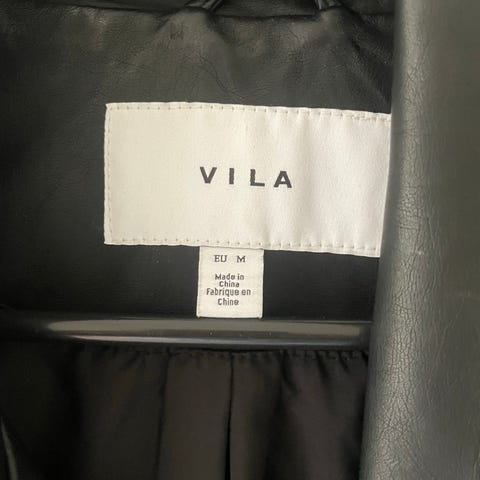 VILA
EU M
Made in
China
Fabriqué en
Chine